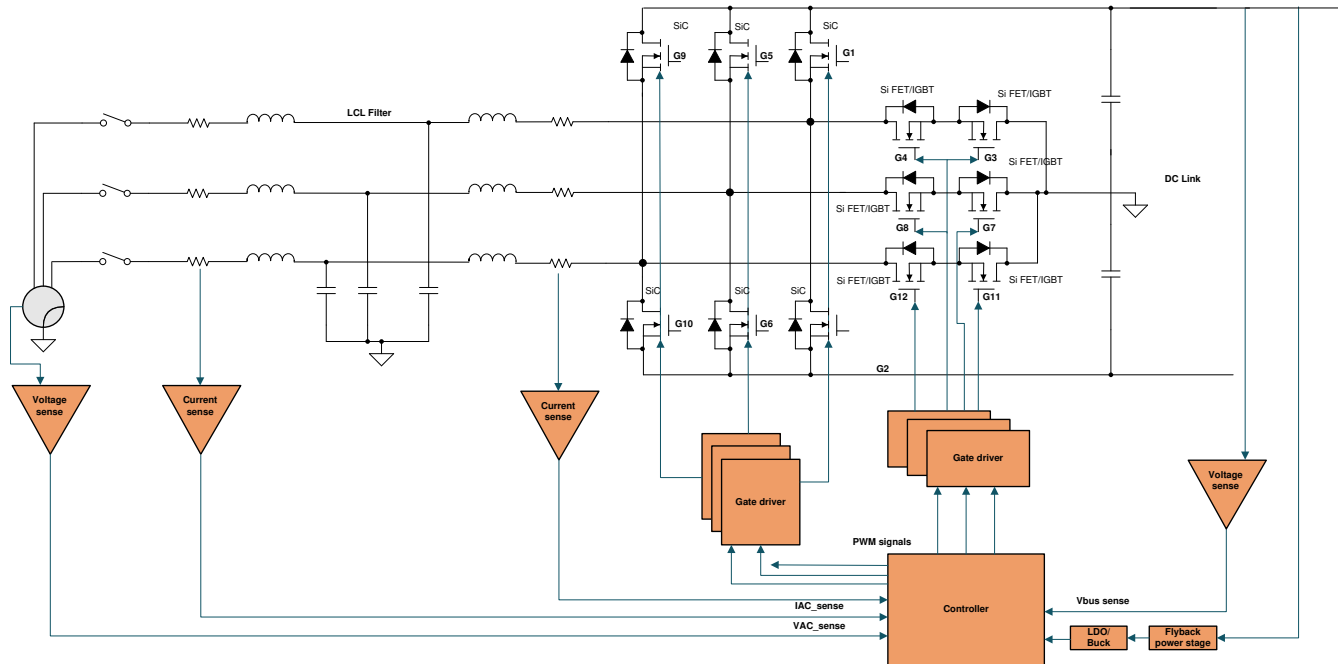 SiC
SiC
SiC
G9
G5
G1
Si FET/IGBT
Si FET/IGBT
LCL Filter
G4
G3
Si FET/IGBT
DC Link
Si FET/IGBT
G8
G7
Si FET/IGBT
Si FET/IGBT
G12
G11
SiC
SiC
SiC
G10
G6
G2
Voltage
sense
Current
sense
Current
sense
Gate driver
Gate driver
Voltage
sense
PWM signals
Controller
IAC_sense
VAC_sense
Vbus sense
LDO/
Buck
Flyback
power stage